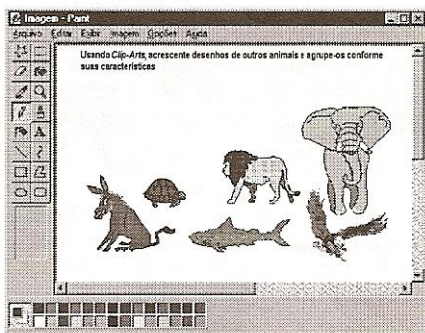 Imagem - Paint
Arquivo Editar Exibir Imagem Opções Ajuda
Usando Clip-Arts, acrescente desenhos de outros animais e agrupe-os conforme
suas características
A